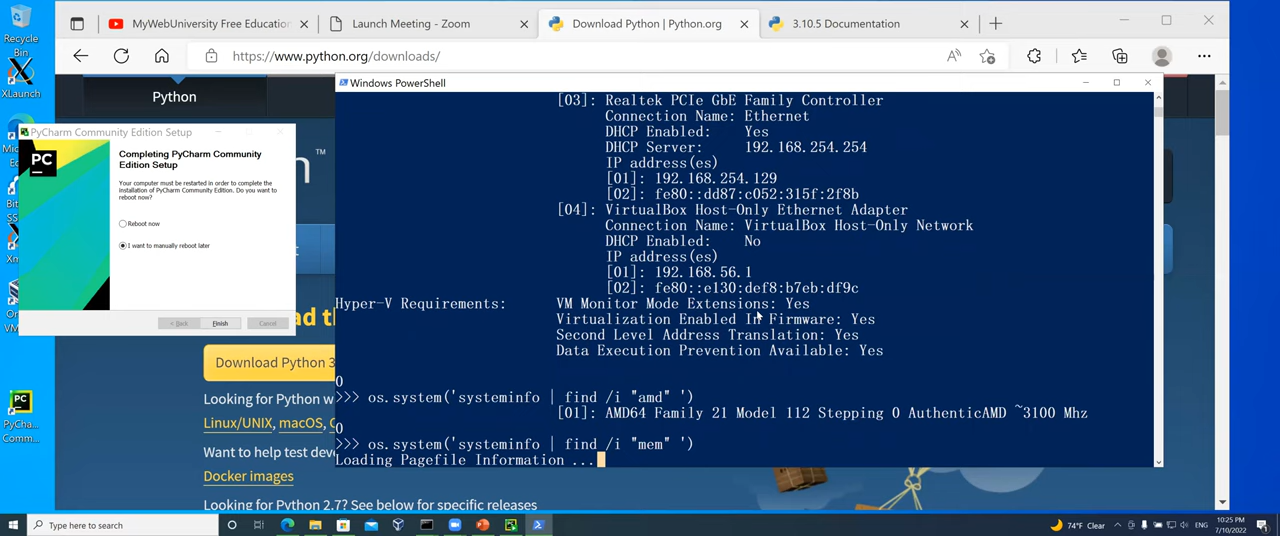 Recycle Bin
MyWebUniversity Free Education
Launch Meeting - Zoom
Download Python | Python.org
3.10.5 Documentation
https://www.python.org/downloads/
XLaunch
Python
Windows PowerShell
[03]: Realtek PCIe GbE Family Controller
Connection Name: Ethernet
DHCP Enabled: Yes
DHCP Server: 192.168.254.254
IP address(es)
[01]: 192.168.254.129
[02]: fe80::dd87:c052:315f:2f8b
[04]: VirtualBox Host-Only Ethernet Adapter
Connection Name: VirtualBox Host-Only Network
DHCP Enabled: No
IP address(es)
[01]: 192.168.56.1
[02]: fe80::e130:def8:b7eb:df9c
Hyper-V Requirements: VM Monitor Mode Extensions: Yes
Virtualization Enabled In Firmware: Yes
Second Level Address Translation: Yes
Data Execution Prevention Available: Yes
0
>>> os.system('systeminfo | find /i "amd" ')
[01]: AMD64 Family 21 Model 112 Stepping 0 AuthenticAMD ~3100 Mhz
0
>>> os.system('systeminfo | find /i "mem" ')
Loading Pagefile Information ...
PyCharm Community Edition Setup
PC
Completing PyCharm Community
Edition Setup
Your computer must be restarted in order to complete the
installation of PyCharm Community Edition. Do you want to
reboot now?
Reboot now
I want to manually reboot later
< Back
Finish
Cancel
TM
Download Python 3
Looking for Python w
Linux/UNIX, macOS,
Want to help test deve
Docker images
Looking for Python 2.7? See below for specific releases
PyCha...
Comm...
Type here to search
74°F Clear
10:25 PM
7/10/2022